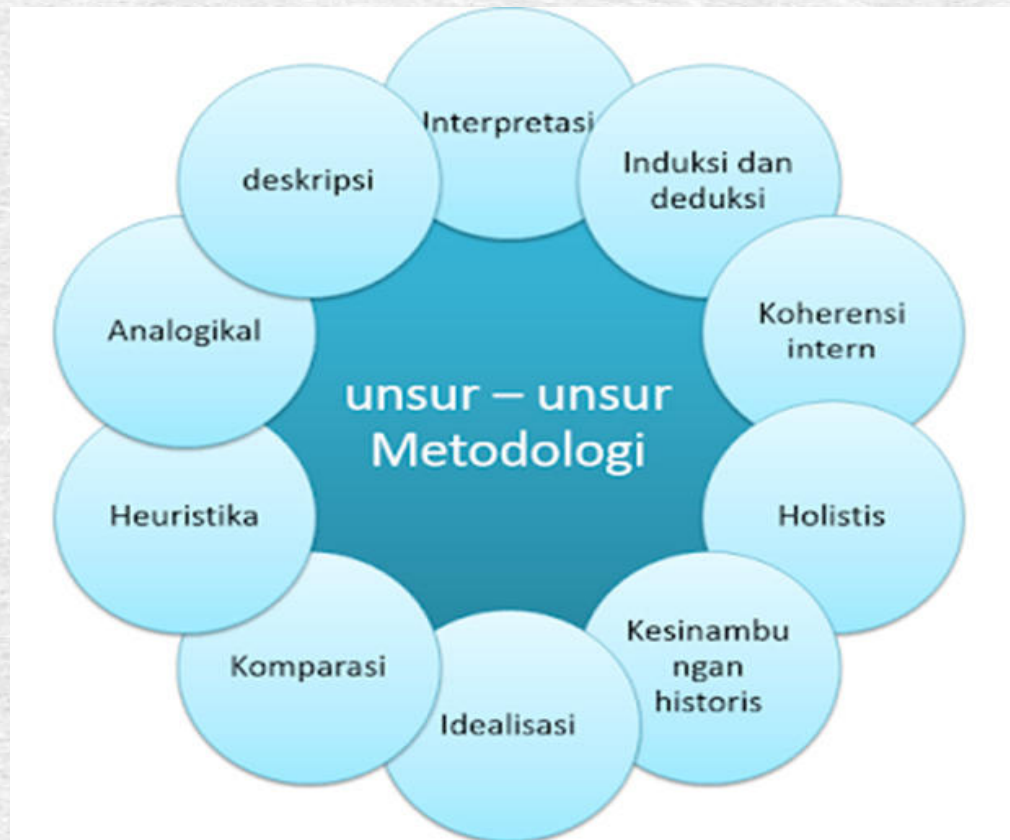 Interpretasi
Induksi dan
deduksi
Koherensi
intern
Holistis
Kesinambu
ngan
historis
Idealisasi
Komparasi
Heuristika
Analogikal
deskripsi
unsur – unsur
Metodologi